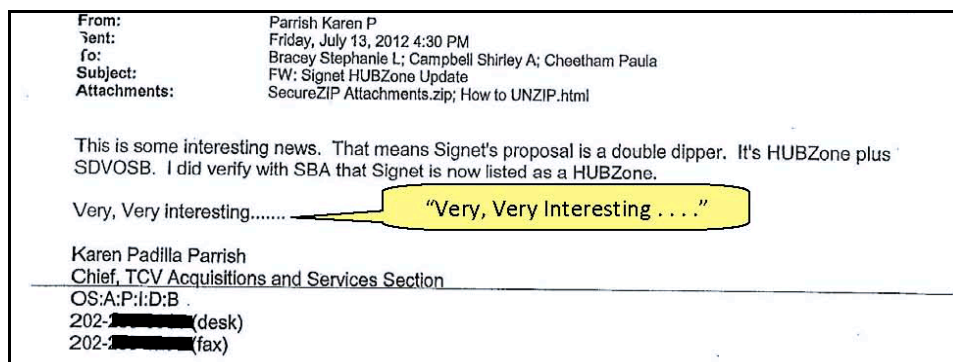 From: Parrish Karen P
Sent: Friday, July 13, 2012 4:30 PM
To: Bracey Stephanie L; Campbell Shirley A; Cheetham Paula
Subject: FW: Signet HUBZone Update
Attachments: SecureZIP Attachments.zip; How to UNZIP.html
This is some interesting news. That means Signet's proposal is a double dipper. It's HUBZone plus
SDVOSB. I did verify with SBA that Signet is now listed as a HUBZone.
Very, Very interesting.......
"Very, Very Interesting . . . ."
Karen Padilla Parrish
Chief, TCV Acquisitions and Services Section
OS:A:P:I:D:B
202- (desk)
202- (fax)